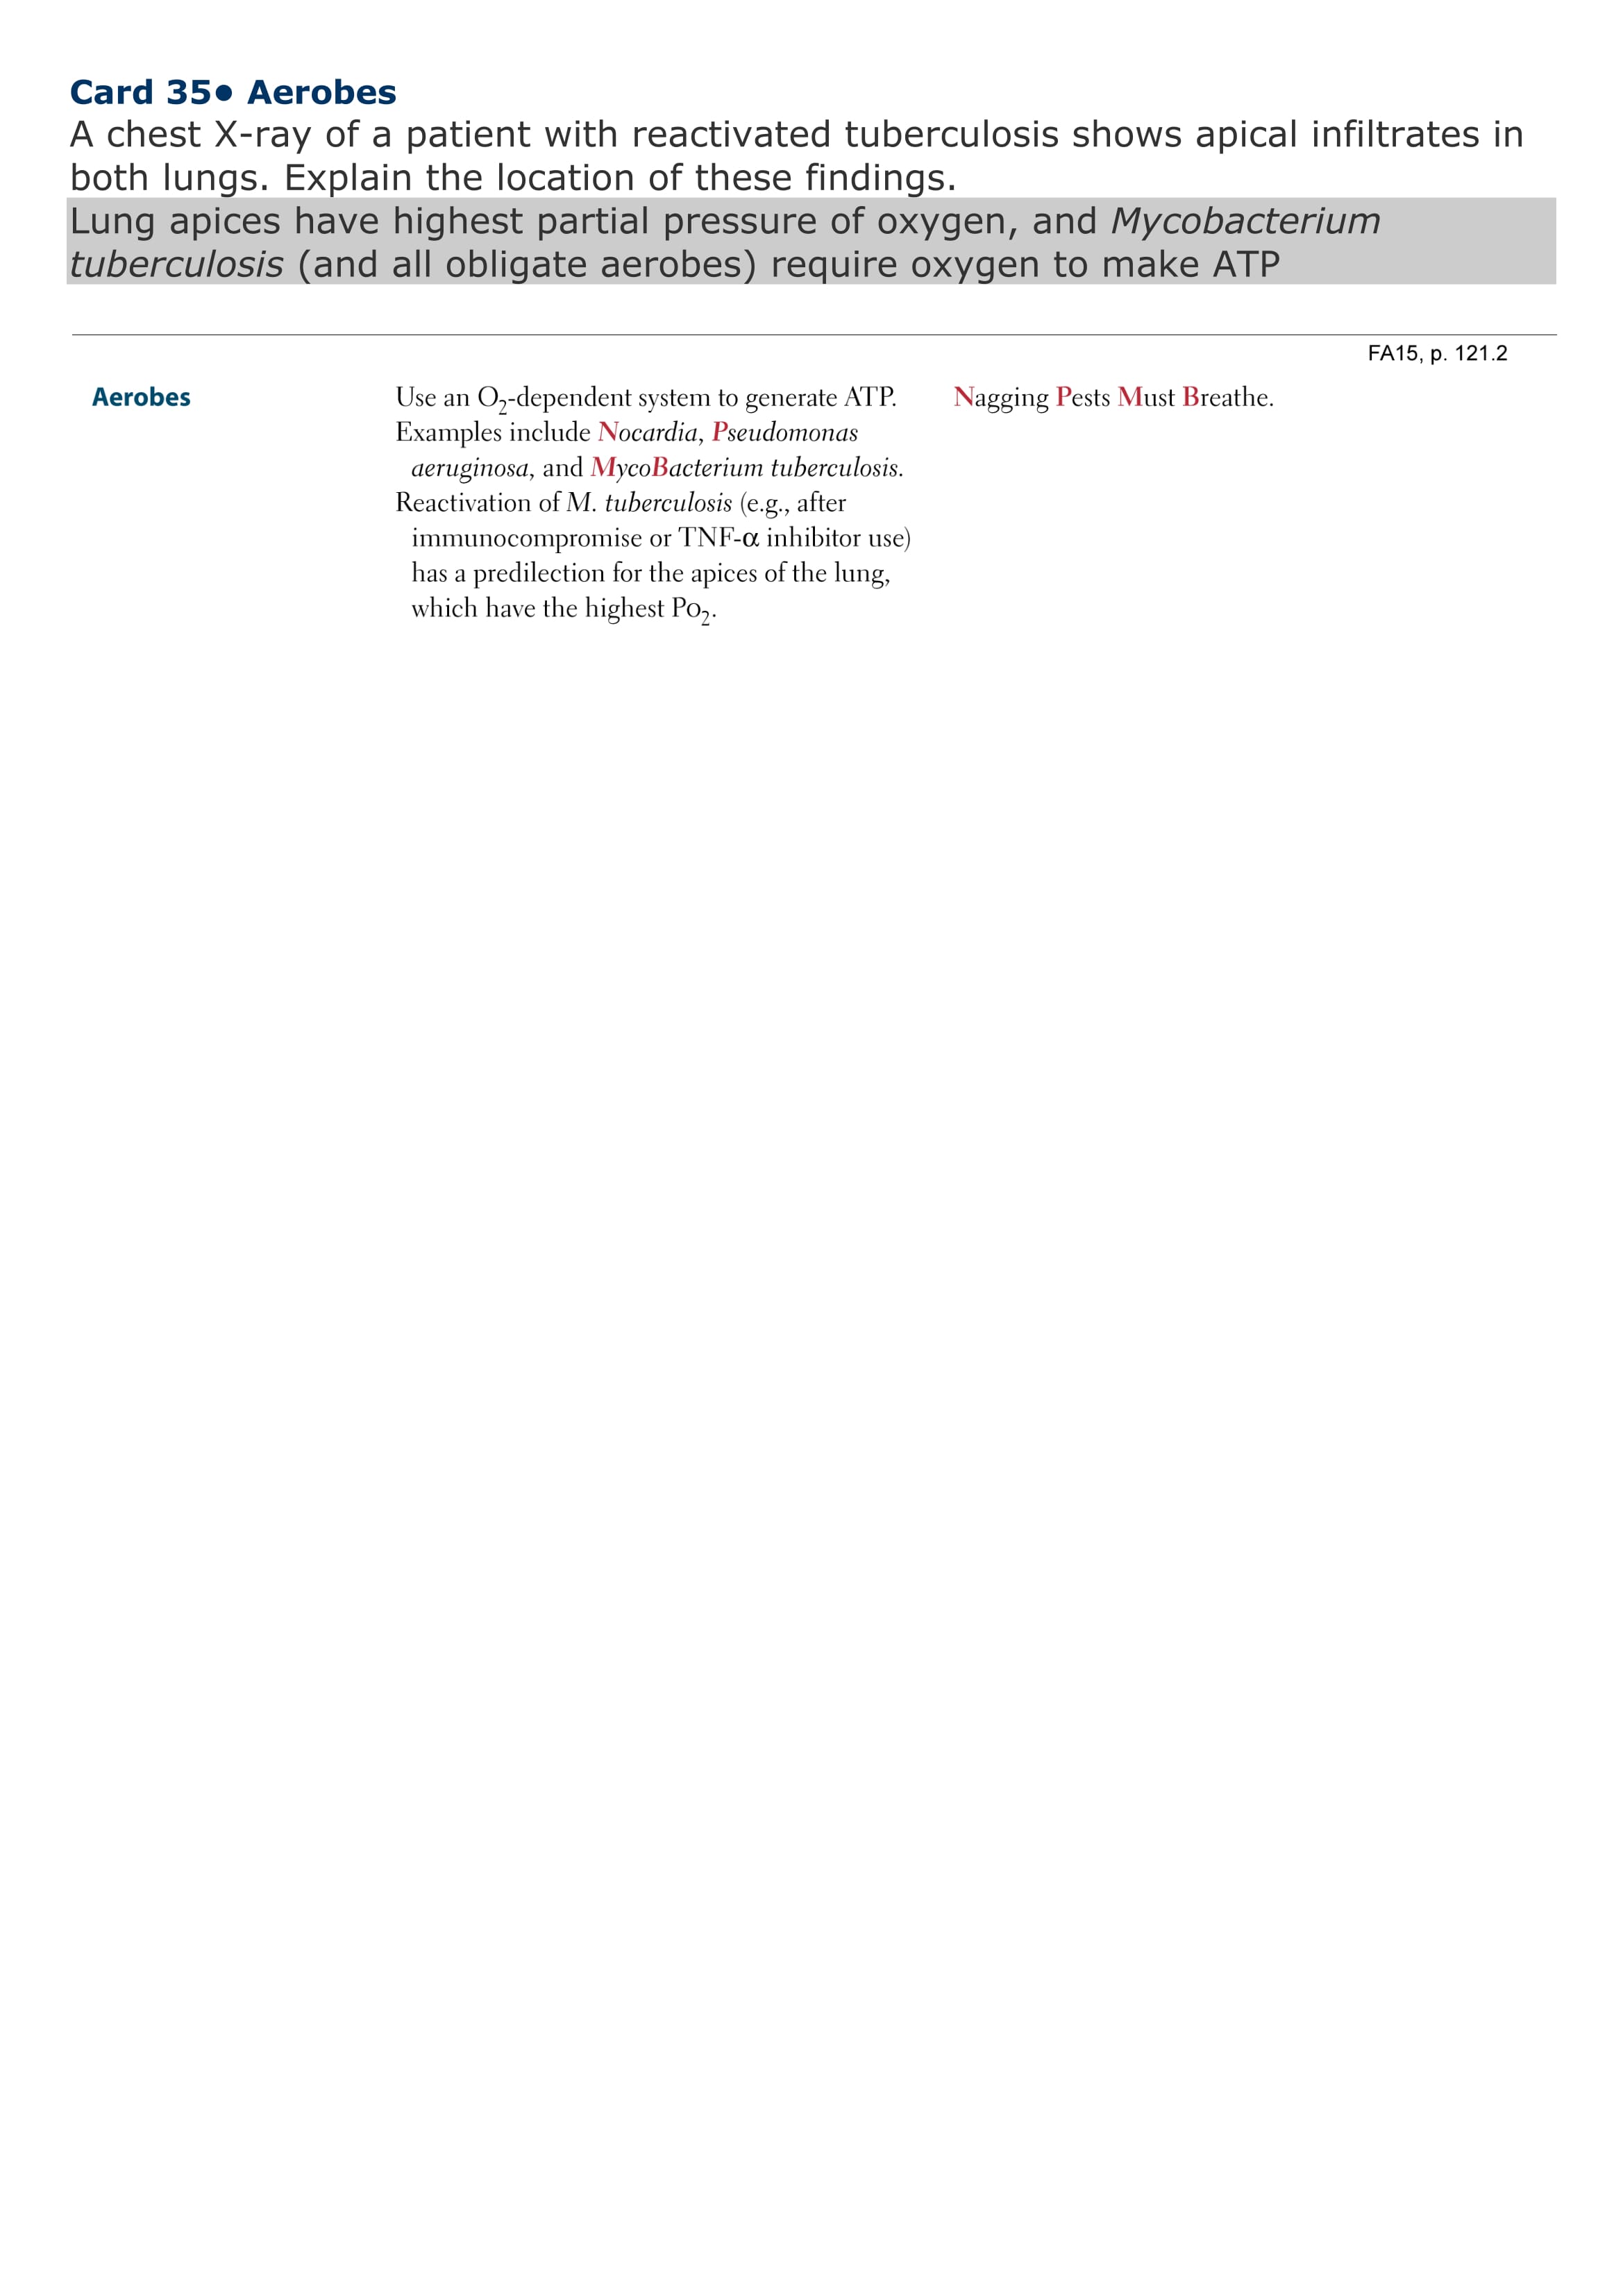 Card 35● Aerobes
A chest X-ray of a patient with reactivated tuberculosis shows apical infiltrates in
both lungs. Explain the location of these findings.
Lung apices have highest partial pressure of oxygen, and Mycobacterium
tuberculosis (and all obligate aerobes) require oxygen to make ATP
FA15, p. 121.2
Aerobes
Use an O₂-dependent system to generate ATP.
Examples include Nocardia, Pseudomonas
aeruginosa, and MycoBacterium tuberculosis.
Reactivation of M. tuberculosis (e.g., after
immunocompromise or TNF-α inhibitor use)
has a predilection for the apices of the lung,
which have the highest Po₂.
Nagging Pests Must Breathe.